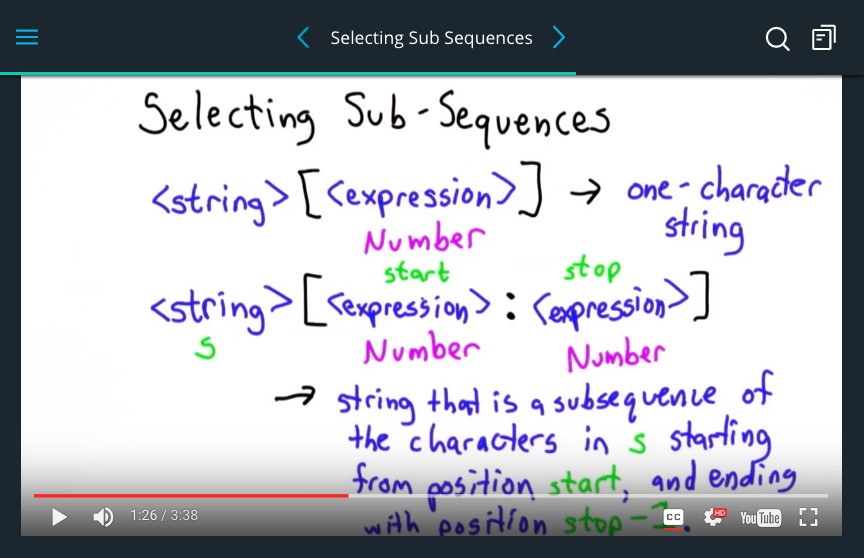 Selecting Sub Sequences
Selecting Sub-Sequences
<string>[<expression>] → one-character
string
Number
start stop
<string>[<expression> : <expression>]
s Number Number
→ string that is a subsequence of
the characters in s starting
from position start, and ending
with position stop-1.
1:26 / 3:38
CC
HD
YouTube